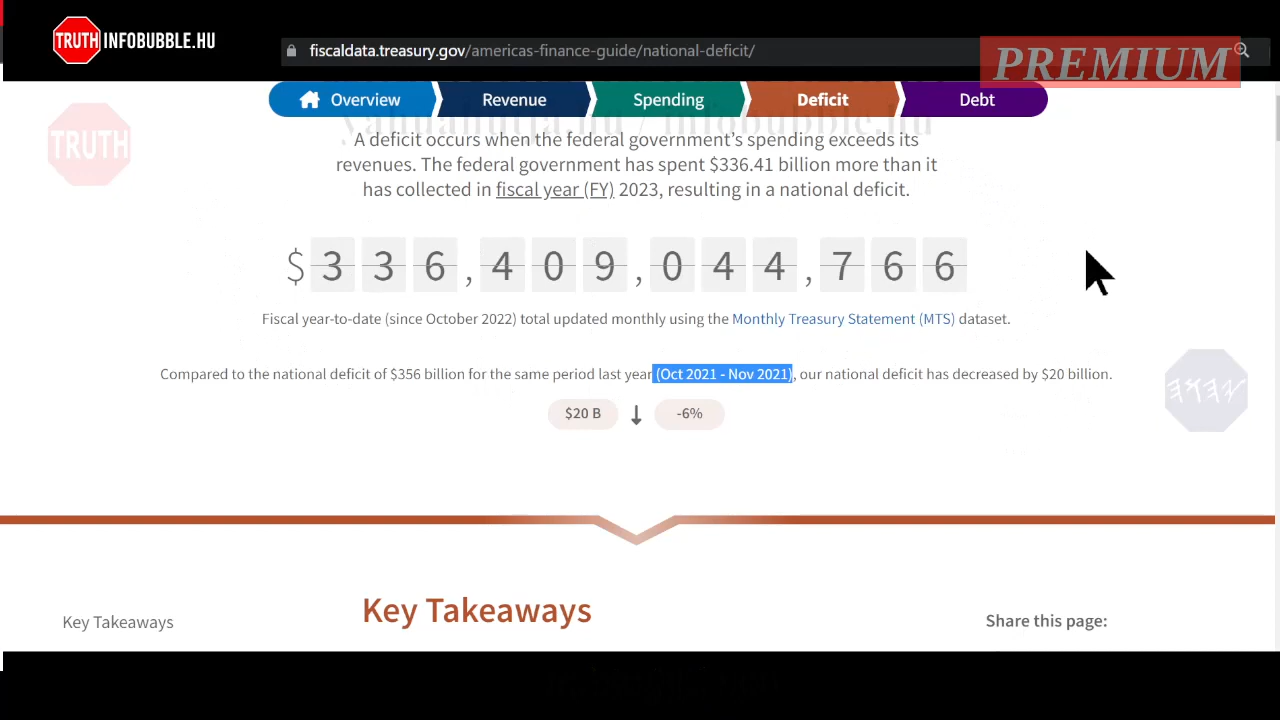 TRUTH INFOBUBBLE.HU
fiscaldata.treasury.gov/americas-finance-guide/national-deficit/
PREMIUM
Overview
Revenue
Spending
Deficit
Debt
TRUTH
A deficit occurs when the federal government's spending exceeds its
revenues. The federal government has spent $336.41 billion more than it
has collected in fiscal year (FY) 2023, resulting in a national deficit.
$336,409,044,766
Fiscal year-to-date (since October 2022) total updated monthly using the Monthly Treasury Statement (MTS) dataset.
Compared to the national deficit of $356 billion for the same period last year (Oct 2021 - Nov 2021), our national deficit has decreased by $20 billion.
$20 B
-6%
𐤉𐤄𐤅𐤄
Key Takeaways
Key Takeaways
Share this page: